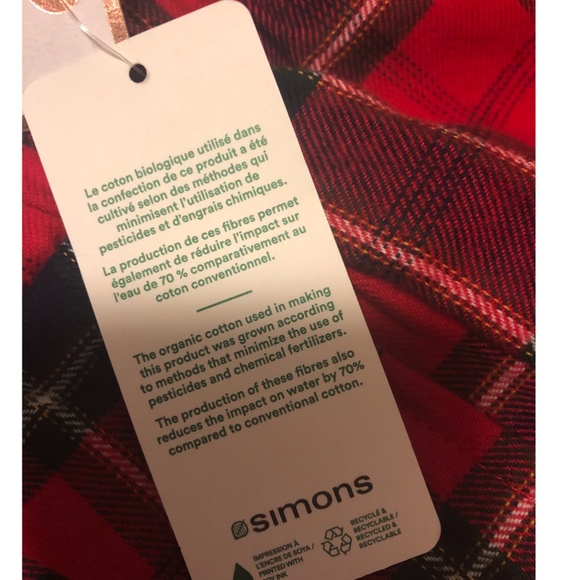 Le coton biologique utilisé dans
la confection de ce produit a été
cultivé selon des méthodes qui
minimisent l'utilisation de
pesticides et d'engrais chimiques.
La production de ces fibres permet
également de réduire l'impact sur
l'eau de 70 % comparativement au
coton conventionnel.
The organic cotton used in making
this product was grown according
to methods that minimize the use of
pesticides and chemical fertilizers.
The production of these fibres also
reduces the impact on water by 70%
compared to conventional cotton.
simons
IMPRESSION À
L'ENCRE DE SOYA /
PRINTED WITH
INK
RECYCLÉ &
RECYCLABLE /
RECYCLED &
RECYCLABLE